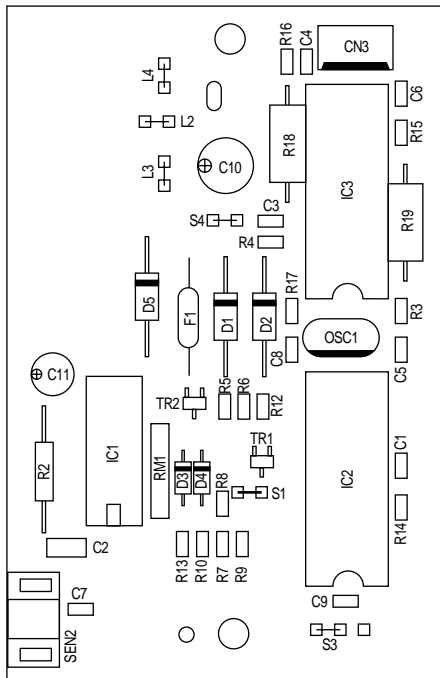 R16
C4
CN3
L4
C6
L2
R15
R18
L3
C10
IC3
S4
C3
R19
R4
D5
F1
D1
D2
R17
R3
OSC1
C8
C5
C11
TR2
R5
R6
R12
R2
IC1
RM1
TR1
C1
D3
D4
R8
S1
IC2
R14
C2
R13
R10
R7
R9
C7
C9
SEN2
S3